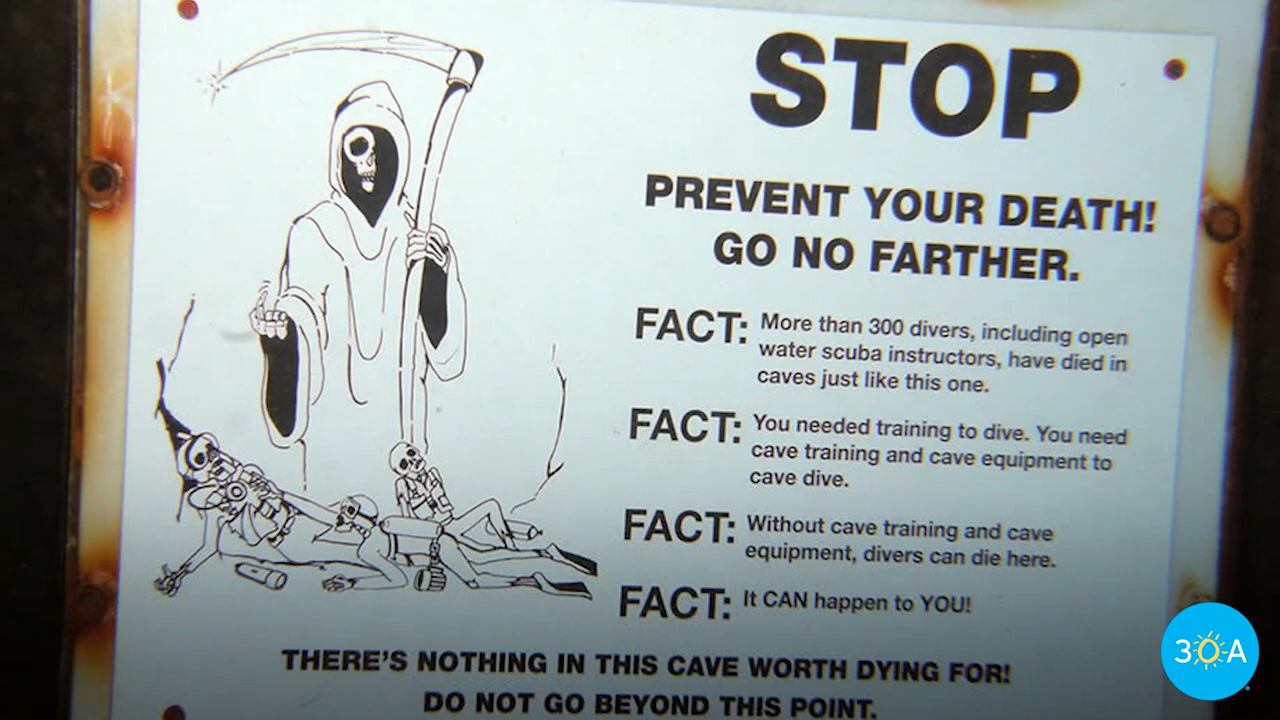 STOP
PREVENT YOUR DEATH!
GO NO FARTHER.
FACT: More than 300 divers, including open
water scuba instructors, have died in
caves just like this one.
FACT: You needed training to dive. You need
cave training and cave equipment to
cave dive.
FACT: Without cave training and cave
equipment, divers can die here.
FACT: It CAN happen to YOU!
THERE'S NOTHING IN THIS CAVE WORTH DYING FOR!
DO NOT GO BEYOND THIS POINT.
30A